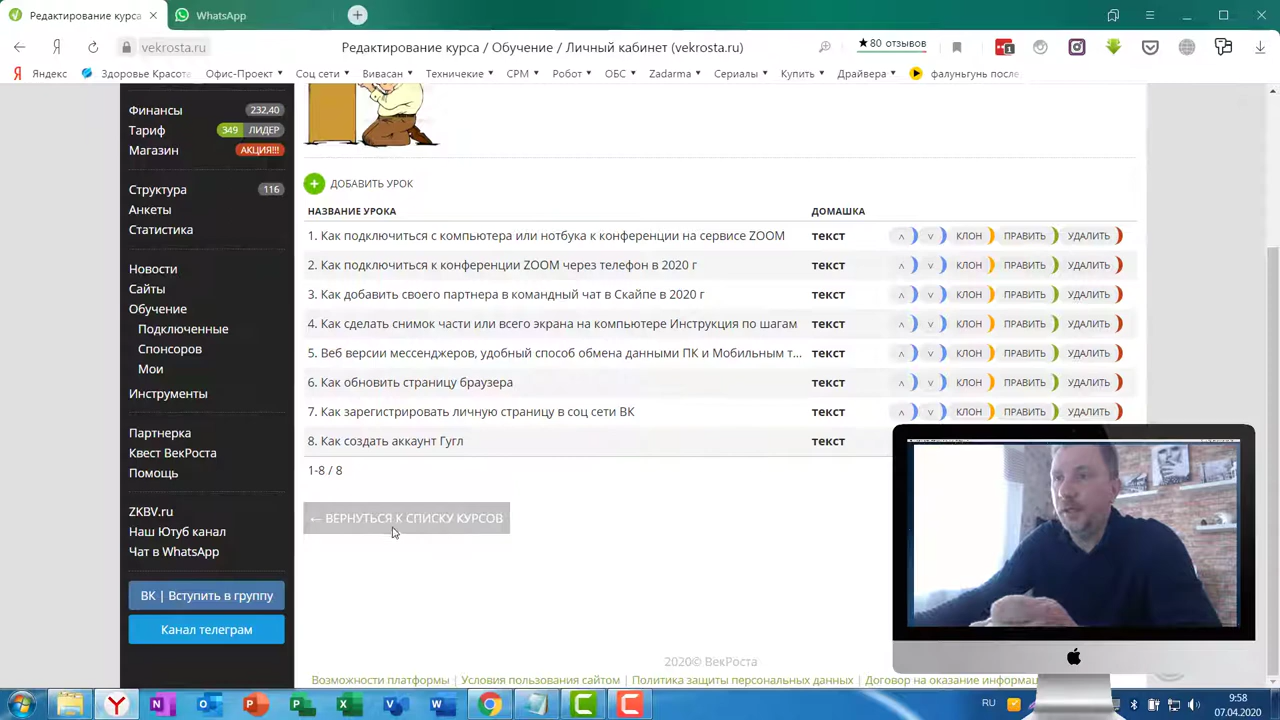 Редактирование курса
WhatsApp
vekrosta.ru
Редактирование курса / Обучение / Личный кабинет (vekrosta.ru)
★ 80 отзывов
1
Яндекс
Здоровье Красота
Офис-Проект
Соц сети
Вивасан
Технические
СРМ
Робот
ОБС
Zadarma
Сериалы
Купить
Драйвера
фалуньгунь после
Финансы 232,40
Тариф 349 ЛИДЕР
Магазин АКЦИЯ!!!
Структура 116
Анкеты
Статистика
Новости
Сайты
Обучение
Подключенные
Спонсоров
Мои
Инструменты
Партнерка
Квест ВекРоста
Помощь
ZKBV.ru
Наш Ютуб канал
Чат в WhatsApp
ВК | Вступить в группу
Канал телеграм
+ ДОБАВИТЬ УРОК
НАЗВАНИЕ УРОКА ДОМАШКА
1. Как подключиться с компьютера или нотбука к конференции на сервисе ZOOM текст ᴧ v КЛОН ПРАВИТЬ УДАЛИТЬ
2. Как подключиться к конференции ZOOM через телефон в 2020 г текст ᴧ v КЛОН ПРАВИТЬ УДАЛИТЬ
3. Как добавить своего партнера в командный чат в Скайпе в 2020 г текст ᴧ v КЛОН ПРАВИТЬ УДАЛИТЬ
4. Как сделать снимок части или всего экрана на компьютере Инструкция по шагам текст ᴧ v КЛОН ПРАВИТЬ УДАЛИТЬ
5. Веб версии мессенджеров, удобный способ обмена данными ПК и Мобильным т... текст ᴧ v КЛОН ПРАВИТЬ УДАЛИТЬ
6. Как обновить страницу браузера текст ᴧ v КЛОН ПРАВИТЬ УДАЛИТЬ
7. Как зарегистрировать личную страницу в соц сети ВК текст ᴧ v КЛОН ПРАВИТЬ УДАЛИТЬ
8. Как создать аккаунт Гугл текст
1-8 / 8
← ВЕРНУТЬСЯ К СПИСКУ КУРСОВ
2020© ВекРоста
Возможности платформы | Условия пользования сайтом | Политика защиты персональных данных | Договор на оказание информац
RU
9:58
07.04.2020